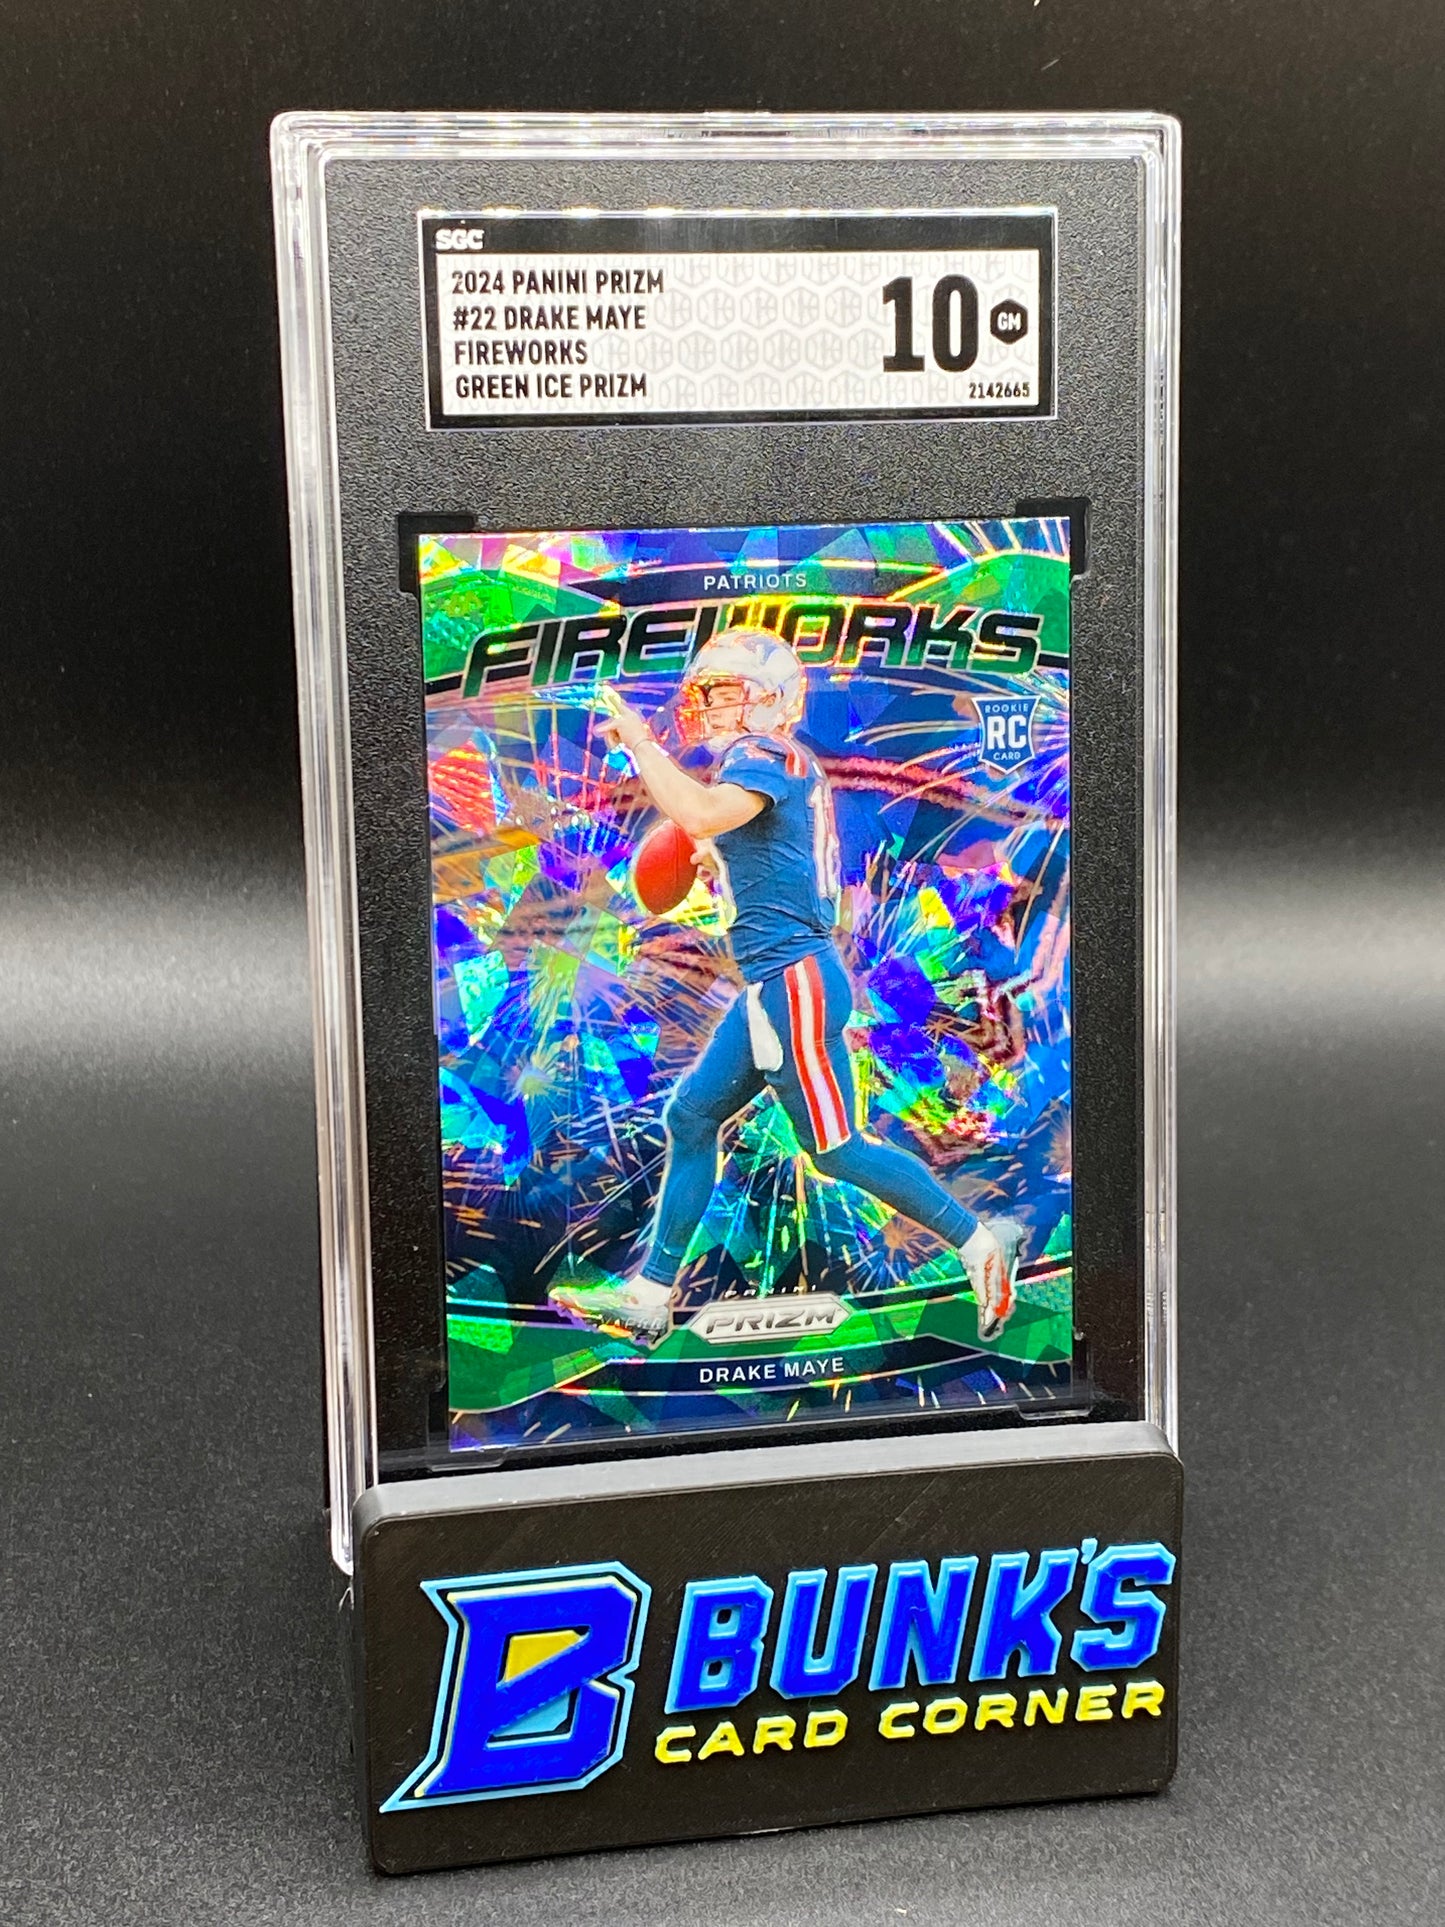 SGC
2024 PANINI PRIZM
#22 DRAKE MAYE
FIREWORKS
GREEN ICE PRIZM
10 GM
2142665
PATRIOTS
FIREWORKS
ROOKIE
RC
CARD
PANINI
PRIZM
DRAKE MAYE
B BUNK'S
CARD CORNER